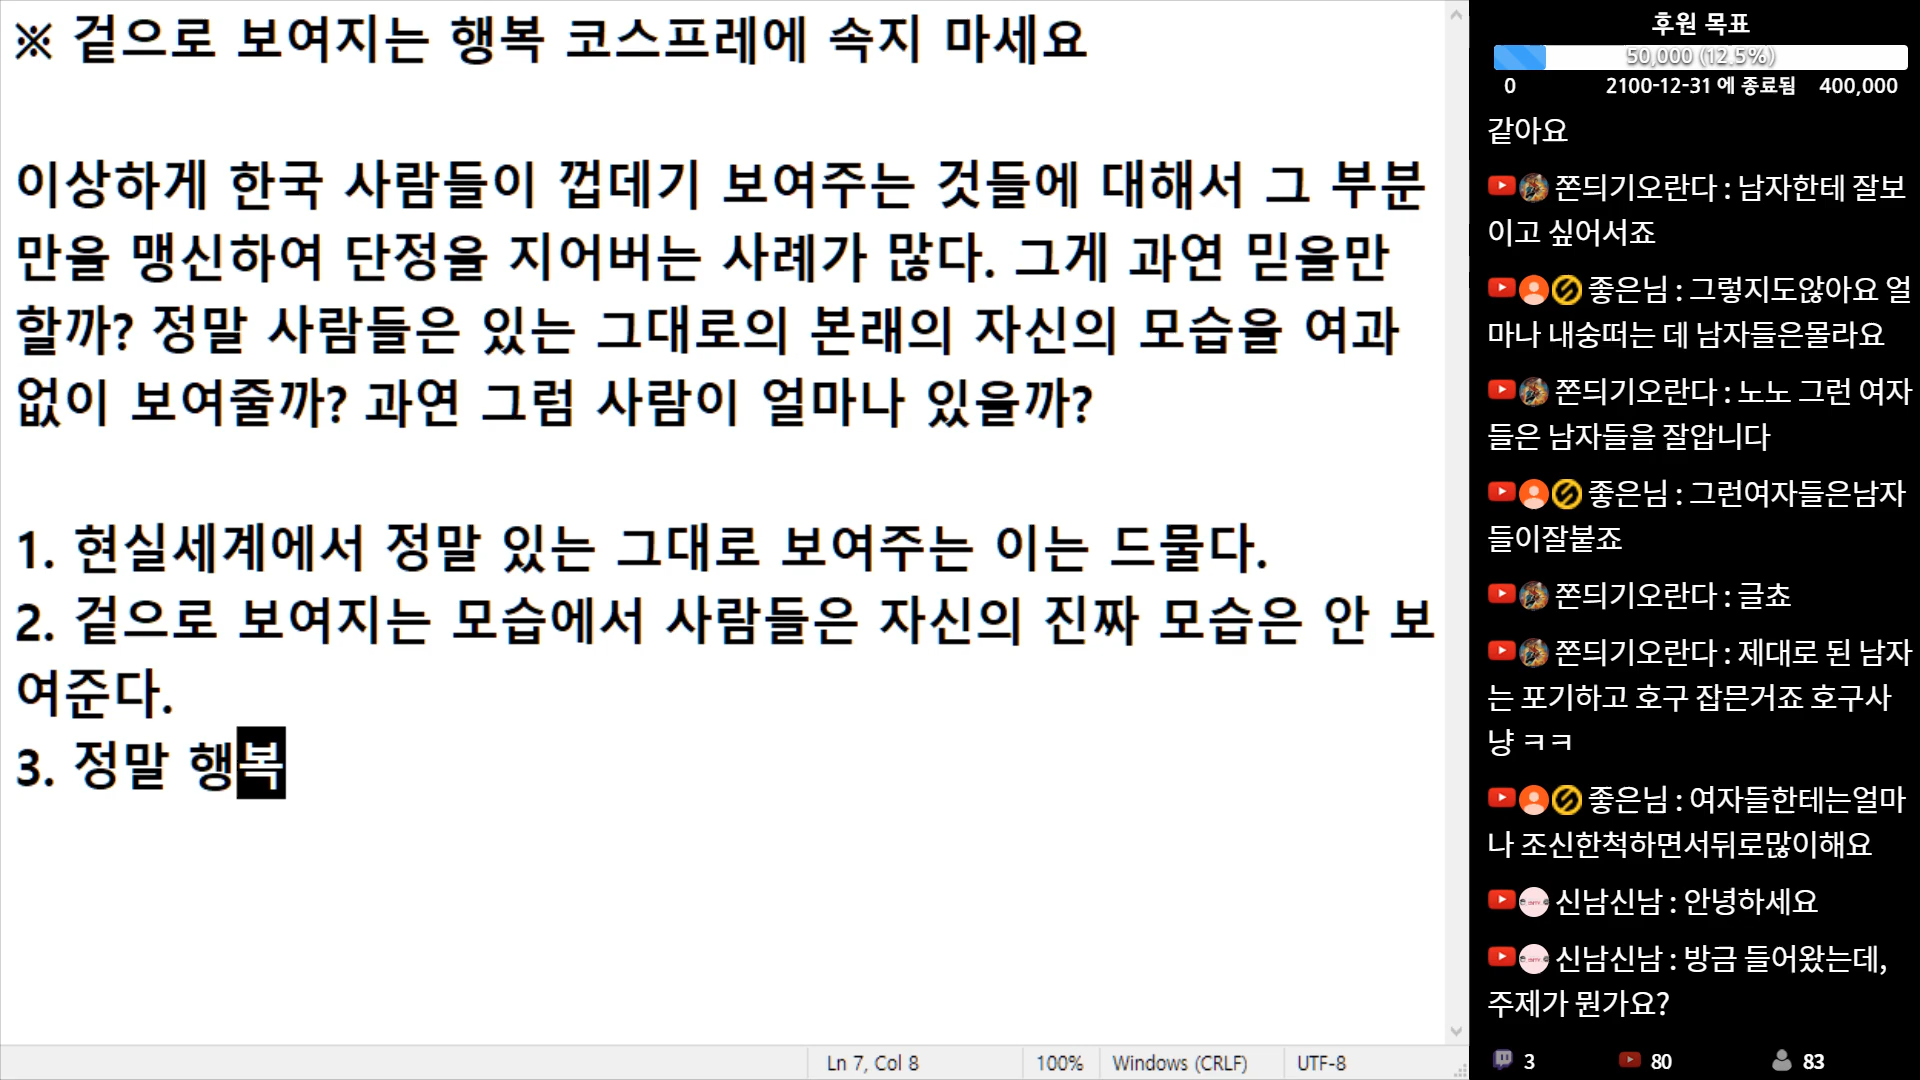 ※ 겉으로 보여지는 행복 코스프레에 속지 마세요
이상하게 한국 사람들이 껍데기 보여주는 것들에 대해서 그 부분
만을 맹신하여 단정을 지어버는 사례가 많다. 그게 과연 믿을만
할까? 정말 사람들은 있는 그대로의 본래의 자신의 모습을 여과
없이 보여줄까? 과연 그럼 사람이 얼마나 있을까?
1. 현실세계에서 정말 있는 그대로 보여주는 이는 드물다.
2. 겉으로 보여지는 모습에서 사람들은 자신의 진짜 모습은 안 보
여준다.
3. 정말 행복
Ln 7, Col 8 100% Windows (CRLF) UTF-8
후원 목표
50,000 (12.5%)
0 2100-12-31 에 종료됨 400,000
같아요
쫀듸기오란다 : 남자한테 잘보
이고 싶어서죠
좋은님 : 그렇지도않아요 얼
마나 내숭떠는 데 남자들은몰라요
쫀듸기오란다 : 노노 그런 여자
들은 남자들을 잘압니다
좋은님 : 그런여자들은남자
들이잘붙죠
쫀듸기오란다 : 글쵸
쫀듸기오란다 : 제대로 된 남자
는 포기하고 호구 잡믄거죠 호구사
냥 ㅋㅋ
좋은님 : 여자들한테는얼마
나 조신한척하면서뒤로많이해요
신남신남 : 안녕하세요
신남신남 : 방금 들어왔는데,
주제가 뭔가요?
3 80 83